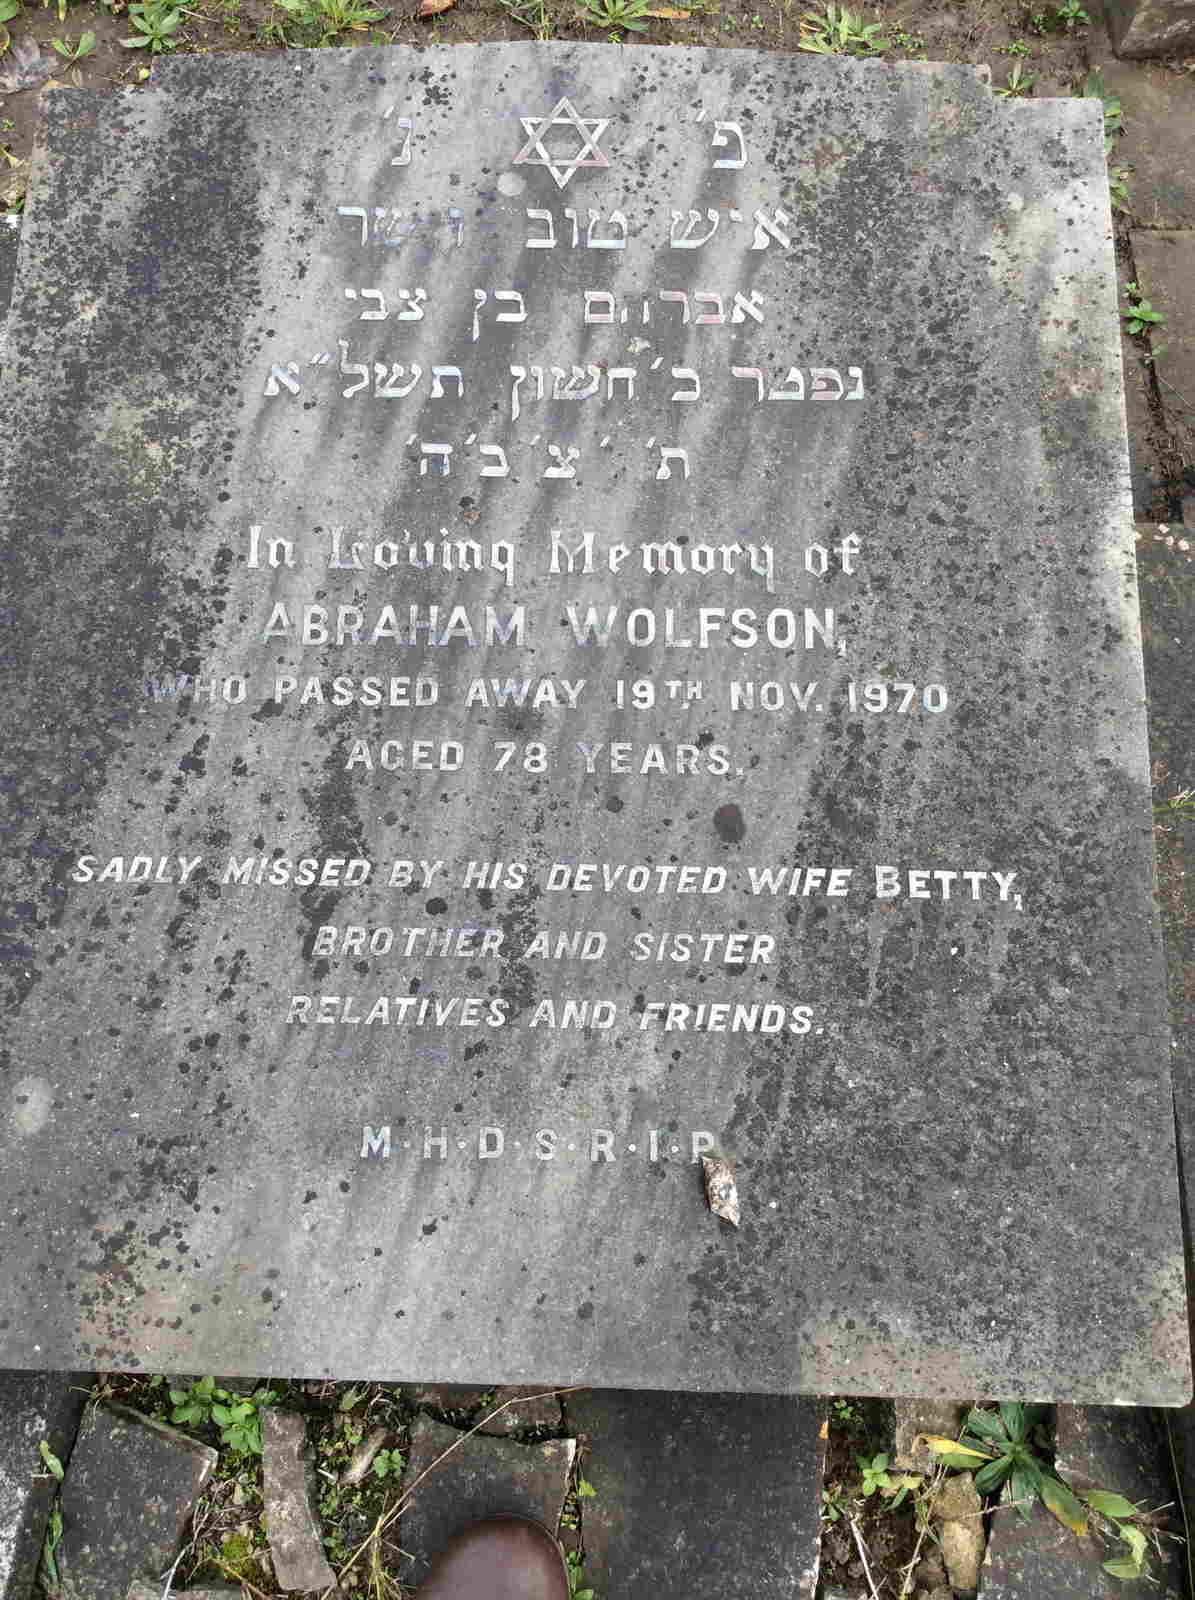 פ׳ נ׳
איש טוב וישר
אברהם בן צבי
נפטר כ׳ חשון תשל״א
ת׳ ׳צ׳ב׳ה׳
In Loving Memory of
ABRAHAM WOLFSON,
WHO PASSED AWAY 19TH NOV. 1970
AGED 78 YEARS.
SADLY MISSED BY HIS DEVOTED WIFE BETTY,
BROTHER AND SISTER
RELATIVES AND FRIENDS.
M·H·D·S·R·I·P